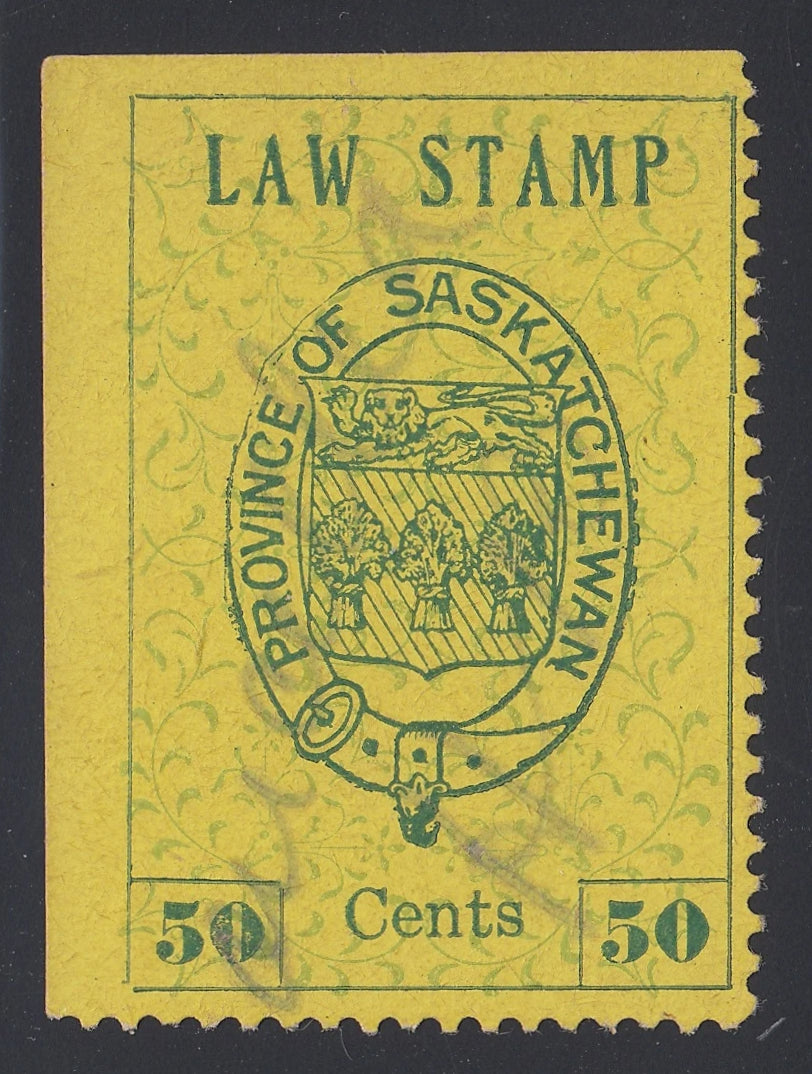 LAW STAMP
PROVINCE OF SASKATCHEWAN
50 Cents 50